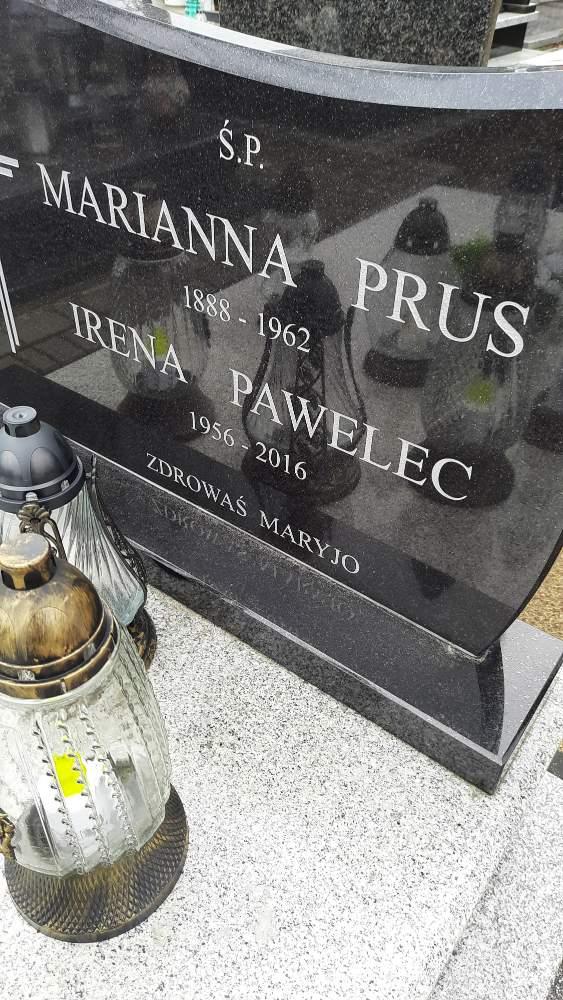 Ś.P.
MARIANNA PRUS
1888 - 1962
IRENA PAWELEC
1956 - 2016
ZDROWAŚ MARYJO